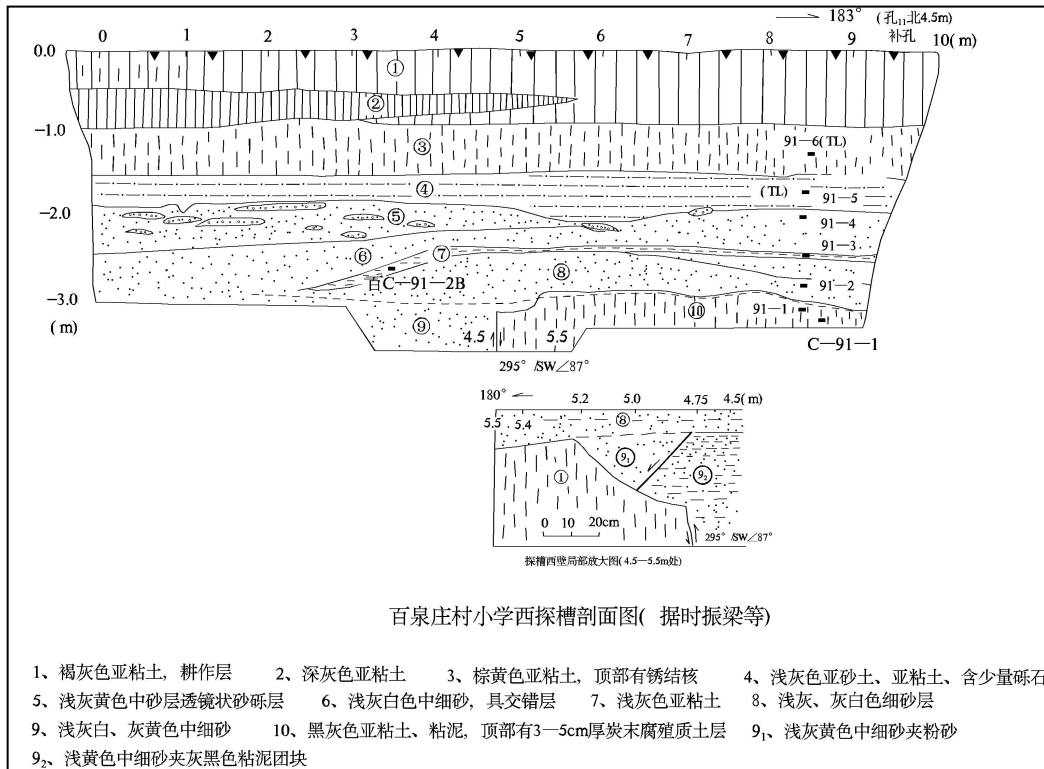 183° (孔11北4.5m)
0 1 2 3 4 5 6 7 8 9 补孔 10(m)
0.0
①
②
−1.0
③
91—6(TL)
④
(TL)
91—5
−2.0
⑤
91—4
91—3
⑥
⑦
⑧
百C—91—2B
91—2
−3.0
(m)
⑨
4.5
5.5
⑩
91—1
C—91—1
295° /SW∠87°
180°
5.2 5.0 4.75 4.5(m)
5.5 5.4
⑧
9₁
9₂
①
0 10 20cm
295° /SW∠87°
探槽西壁局部放大图(4.5—5.5m处)
百泉庄村小学西探槽剖面图( 据时振梁等)
1、褐灰色亚粘土，耕作层 2、深灰色亚粘土 3、棕黄色亚粘土，顶部有锈结核 4、浅灰色亚砂土、亚粘土、含少量砾石
5、浅灰黄色中砂层透镜状砂砾层 6、浅灰白色中细砂，具交错层 7、浅灰色亚粘土 8、浅灰、灰白色细砂层
9、浅灰白、灰黄色中细砂 10、黑灰色亚粘土、粘泥，顶部有3—5cm厚炭末腐殖质土层 9₁、浅灰黄色中细砂夹粉砂
9₂、浅黄色中细砂夹灰黑色粘泥团块